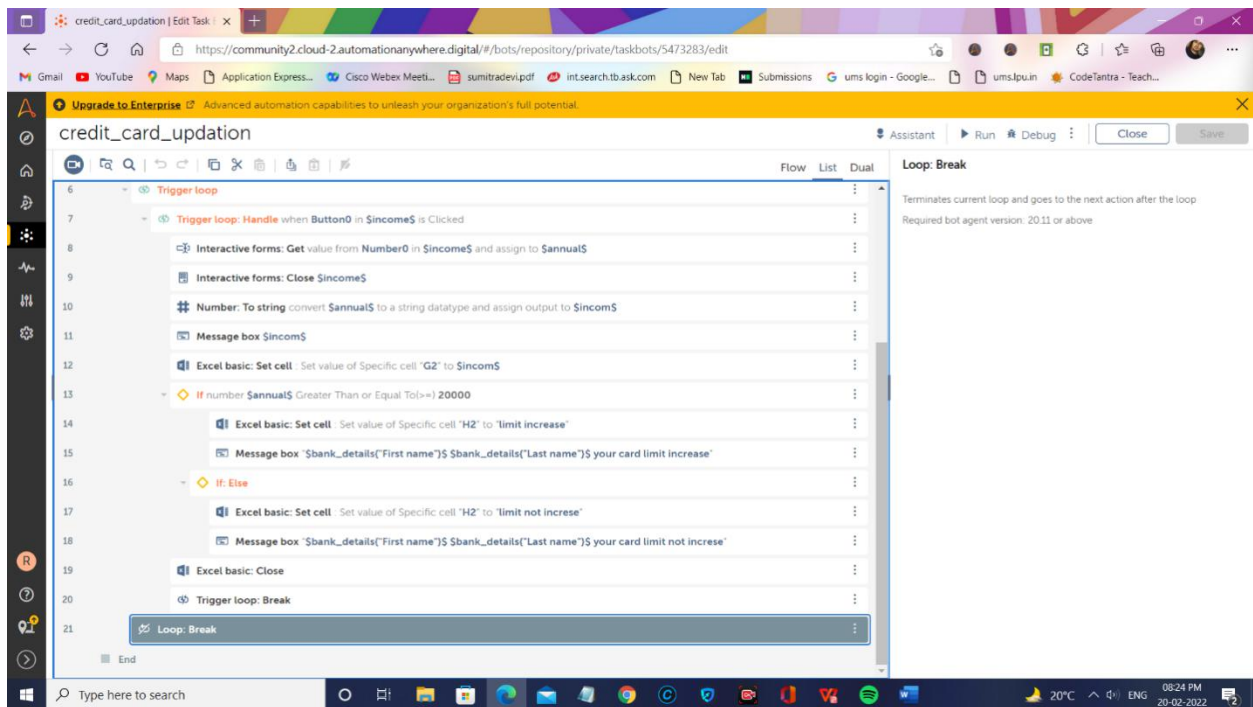 credit_card_updation | Edit Task
https://community2.cloud-2.automationanywhere.digital/#/bots/repository/private/taskbots/5473283/edit
Gmail YouTube Maps Application Express... Cisco Webex Meeti... sumitradevi.pdf int.search.tb.ask.com New Tab Submissions ums login - Google... ums.lpu.in CodeTantra - Teach...
Upgrade to Enterprise Advanced automation capabilities to unleash your organization's full potential.
credit_card_updation Assistant Run Debug Close Save
Flow List Dual
Loop: Break
Terminates current loop and goes to the next action after the loop
Required bot agent version: 20.11 or above
6 Trigger loop
7 Trigger loop: Handle when Button0 in $income$ is Clicked
8 Interactive forms: Get value from Number0 in $income$ and assign to $annual$
9 Interactive forms: Close $income$
10 Number: To string convert $annual$ to a string datatype and assign output to $incom$
11 Message box $incom$
12 Excel basic: Set cell : Set value of Specific cell "G2" to $incom$
13 If number $annual$ Greater Than or Equal To(>=) 20000
14 Excel basic: Set cell : Set value of Specific cell "H2" to "limit increase"
15 Message box "$bank_details{"First name"}$ $bank_details{"Last name"}$ your card limit increase"
16 If: Else
17 Excel basic: Set cell : Set value of Specific cell "H2" to "limit not increse"
18 Message box "$bank_details{"First name"}$ $bank_details{"Last name"}$ your card limit not increse"
19 Excel basic: Close
20 Trigger loop: Break
21 Loop: Break
End
R
Type here to search
20°C ENG 08:24 PM
20-02-2022
2